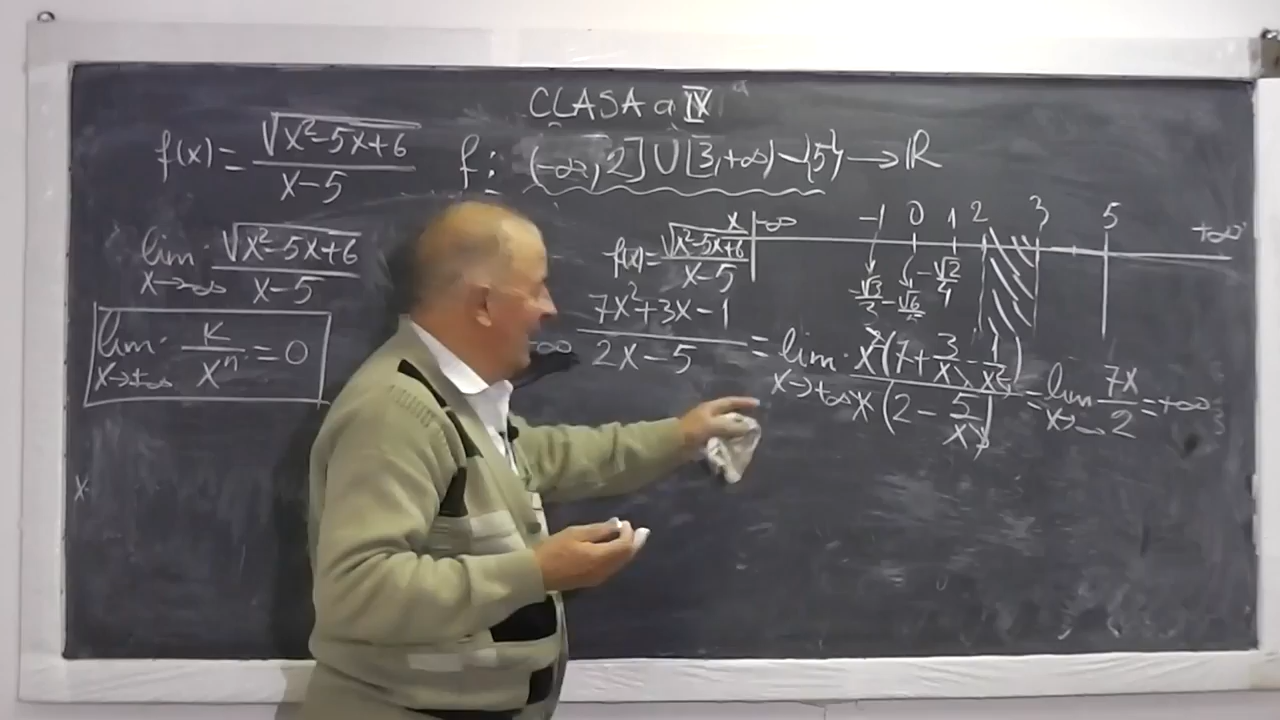 CLASA a IX a
f(x) = √(x²-5x+6) / (x-5)   f: (-∞, 2] ∪ [3, +∞) - {5} → ℝ
lim x→-∞ √(x²-5x+6) / (x-5)
x | -∞ -1 0 1 2 3 5 +∞
f(x) = √(x²-5x+6) / (x-5) | -√3/3 -√6/5 -√2/4
lim x→±∞ K/xⁿ = 0
(7x²+3x-1) / (2x-5) = lim x→+∞ x²(7+3/x-1/x²) / x(2-5/x) = lim x→ 7x/2 = +∞
x